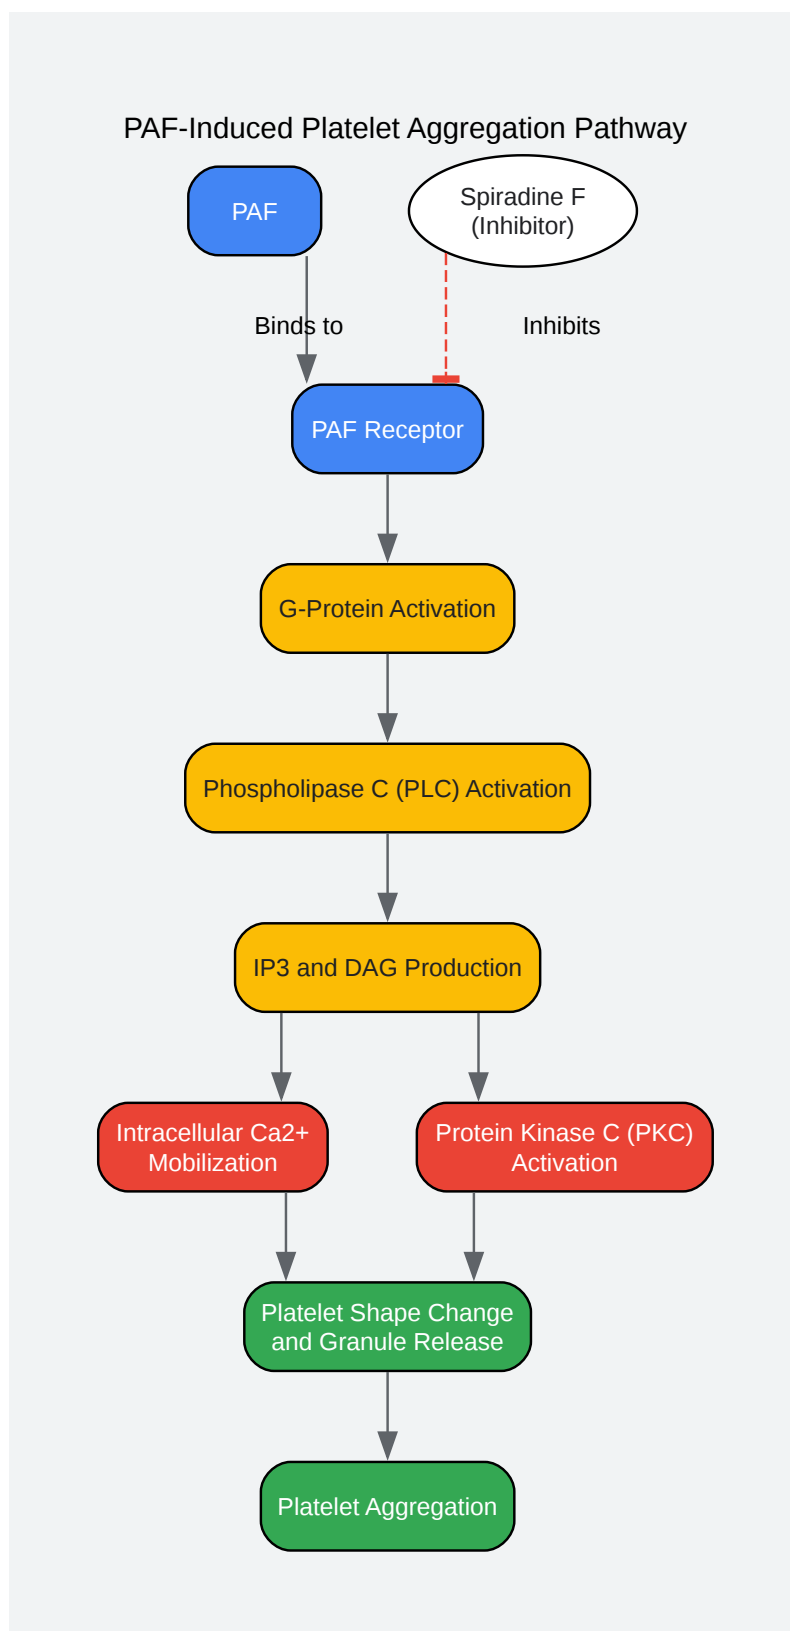 PAF-Induced Platelet Aggregation Pathway
PAF
Spiradine F
(Inhibitor)
Binds to
Inhibits
PAF Receptor
G-Protein Activation
Phospholipase C (PLC) Activation
IP3 and DAG Production
Intracellular Ca2+
Mobilization
Protein Kinase C (PKC)
Activation
Platelet Shape Change
and Granule Release
Platelet Aggregation